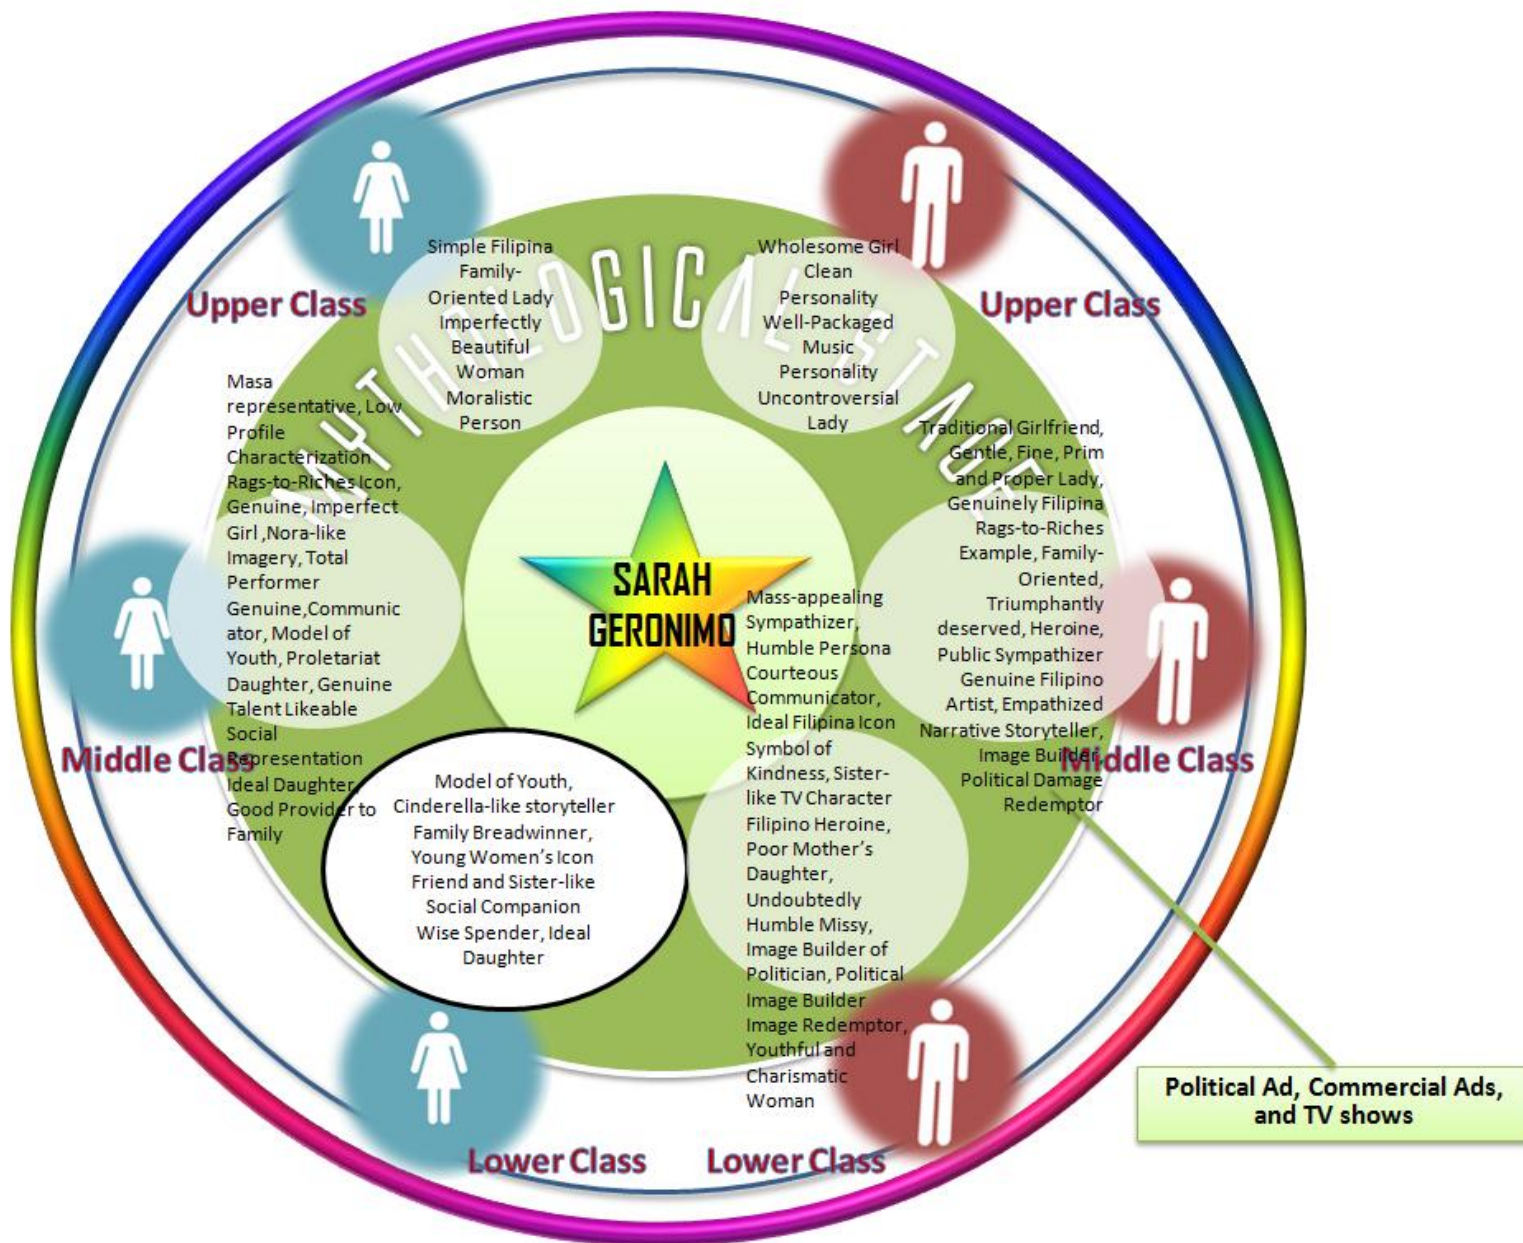 MYTHOLOGICAL STAGE
Upper Class
Simple Filipina
Family-
Oriented Lady
Imperfectly
Beautiful
Woman
Moralistic
Person
Wholesome Girl
Clean
Personality
Well-Packaged
Music
Personality
Uncontroversial
Lady
Upper Class
Masa
representative, Low
Profile
Characterization
Rags-to-Riches Icon,
Genuine, Imperfect
Girl ,Nora-like
Imagery, Total
Performer
Genuine,Communic
ator, Model of
Youth, Proletariat
Daughter, Genuine
Talent Likeable
Social
Representation
Ideal Daughter,
Good Provider to
Family
Middle Class
SARAH
GERONIMO
Traditional Girlfriend,
Gentle, Fine, Prim
and Proper Lady,
Genuinely Filipina
Rags-to-Riches
Example, Family-
Oriented,
Triumphantly
deserved, Heroine,
Public Sympathizer
Genuine Filipino
Artist, Empathized
Narrative Storyteller,
Image Builder,
Political Damage
Redemptor
Middle Class
Model of Youth,
Cinderella-like storyteller
Family Breadwinner,
Young Women’s Icon
Friend and Sister-like
Social Companion
Wise Spender, Ideal
Daughter
Lower Class
Mass-appealing
Sympathizer,
Humble Persona
Courteous
Communicator,
Ideal Filipina Icon
Symbol of
Kindness, Sister-
like TV Character
Filipino Heroine,
Poor Mother’s
Daughter,
Undoubtedly
Humble Missy,
Image Builder of
Politician, Political
Image Builder
Image Redemptor,
Youthful and
Charismatic
Woman
Lower Class
Political Ad, Commercial Ads,
and TV shows